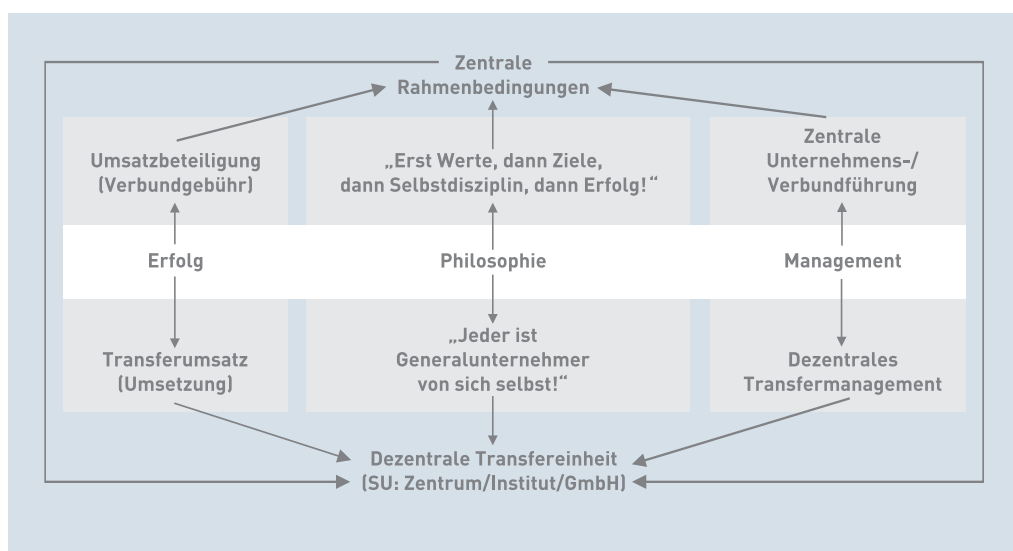 Zentrale
Rahmenbedingungen
Umsatzbeteiligung
(Verbundgebühr)
„Erst Werte, dann Ziele,
dann Selbstdisziplin, dann Erfolg!“
Zentrale
Unternehmens-/
Verbundführung
Erfolg
Philosophie
Management
Transferumsatz
(Umsetzung)
„Jeder ist
Generalunternehmer
von sich selbst!“
Dezentrales
Transfermanagement
Dezentrale Transfereinheit
(SU: Zentrum/Institut/GmbH)